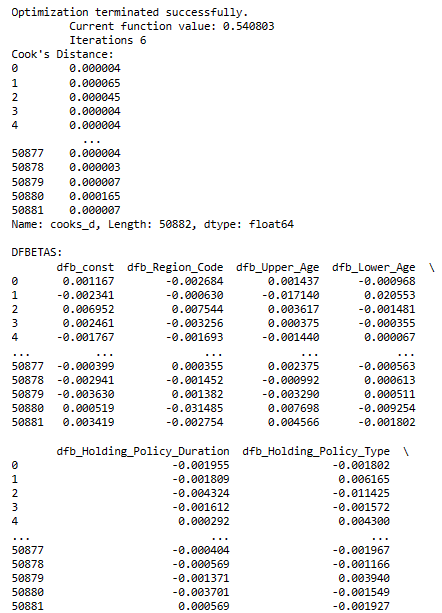 Optimization terminated successfully.
         Current function value: 0.540803
         Iterations 6
Cook's Distance:
0        0.000004
1        0.000065
2        0.000045
3        0.000004
4        0.000004
           ...
50877    0.000004
50878    0.000003
50879    0.000007
50880    0.000165
50881    0.000007
Name: cooks_d, Length: 50882, dtype: float64

DFBETAS:
       dfb_const  dfb_Region_Code  dfb_Upper_Age  dfb_Lower_Age  \
0       0.001167        -0.002684       0.001437      -0.000968
1      -0.002341        -0.000630      -0.017140       0.020553
2       0.006952         0.007544       0.003617      -0.001481
3       0.002461        -0.003256       0.000375      -0.000355
4      -0.001767        -0.001693      -0.001440       0.000067
...          ...              ...            ...            ...
50877  -0.000399         0.000355       0.002375      -0.000563
50878  -0.002941        -0.001452      -0.000992       0.000613
50879  -0.003630         0.001382      -0.003290       0.000511
50880   0.000519        -0.031485       0.007698      -0.009254
50881   0.003419        -0.002754       0.004566      -0.001802

       dfb_Holding_Policy_Duration  dfb_Holding_Policy_Type  \
0                        -0.001955                -0.001802
1                        -0.001809                 0.006165
2                        -0.004324                -0.011425
3                        -0.001612                -0.001572
4                         0.000292                 0.004300
...                            ...                      ...
50877                    -0.000404                -0.001967
50878                    -0.000569                -0.001166
50879                    -0.001371                 0.003940
50880                    -0.003701                -0.001549
50881                     0.000569                -0.001927